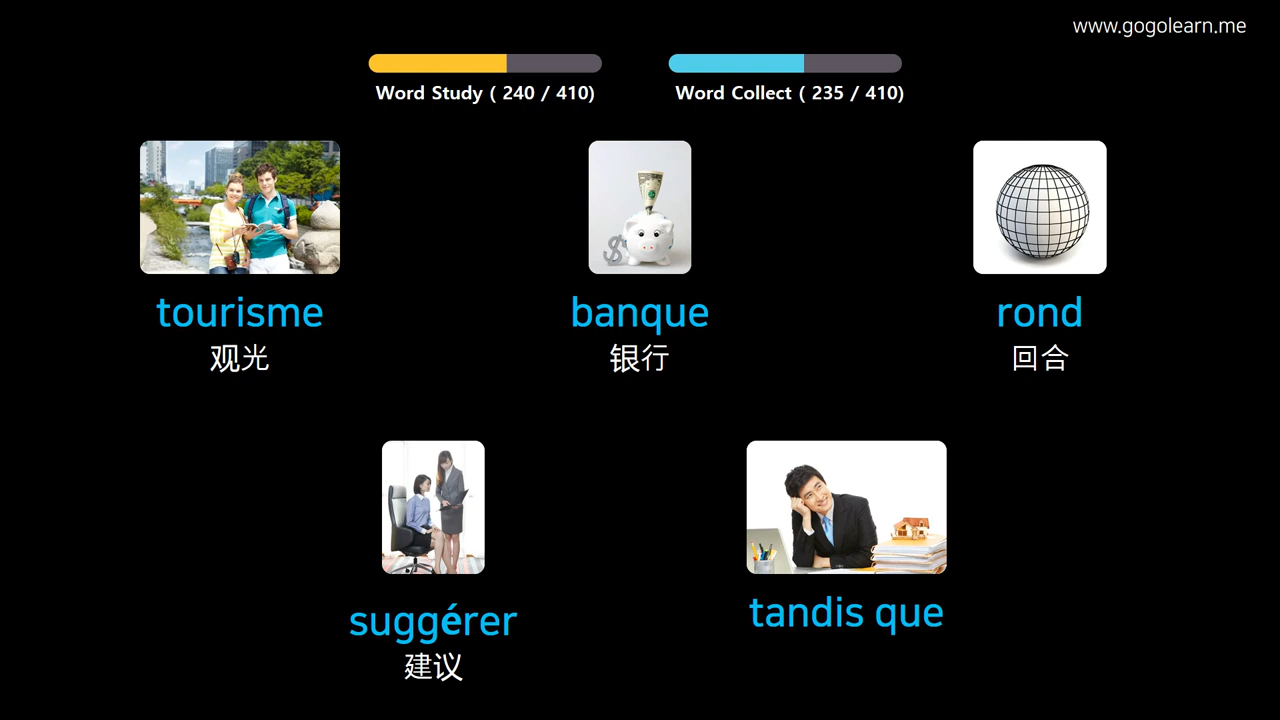 www.gogolearn.me
Word Study ( 240 / 410)
Word Collect ( 235 / 410)
tourisme
观光
banque
银行
rond
回合
suggérer
建议
tandis que